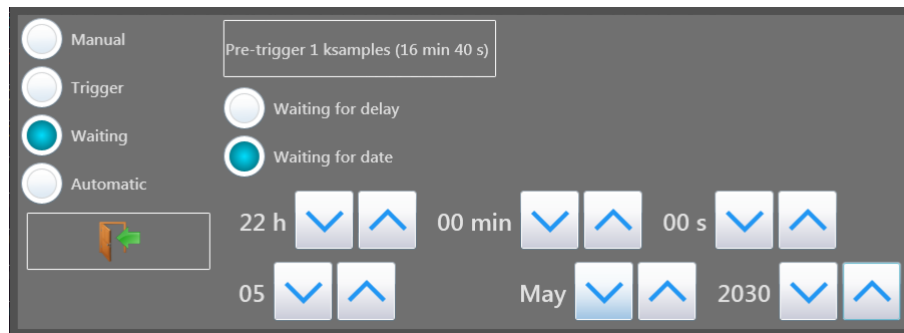 Manual
Trigger
Waiting
Automatic
Pre-trigger 1 ksamples (16 min 40 s)
Waiting for delay
Waiting for date
22 h 00 min 00 s
05 May 2030